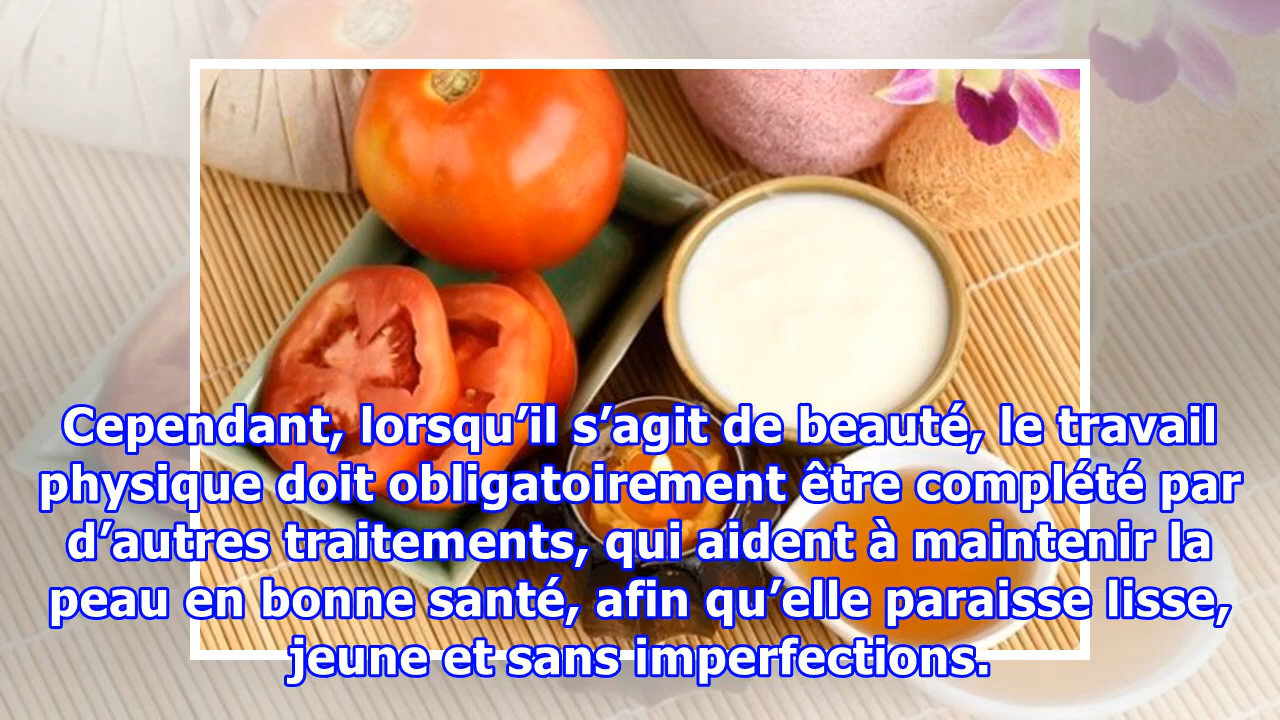 Cependant, lorsqu’il s’agit de beauté, le travail
physique doit obligatoirement être complété par
d’autres traitements, qui aident à maintenir la
peau en bonne santé, afin qu’elle paraisse lisse,
jeune et sans imperfections.